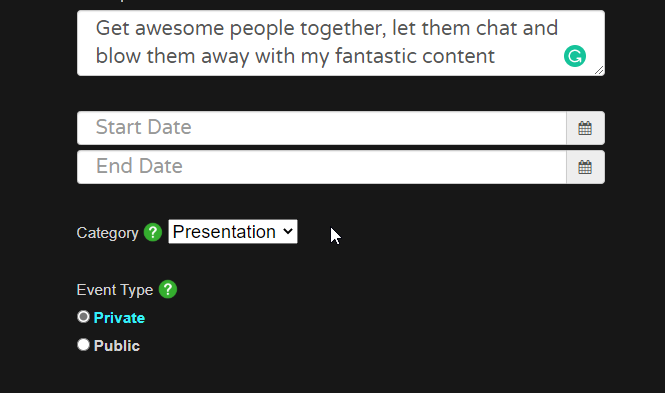 Get awesome people together, let them chat and
blow them away with my fantastic content
Start Date
End Date
Category ? Presentation
Event Type ?
Private
Public